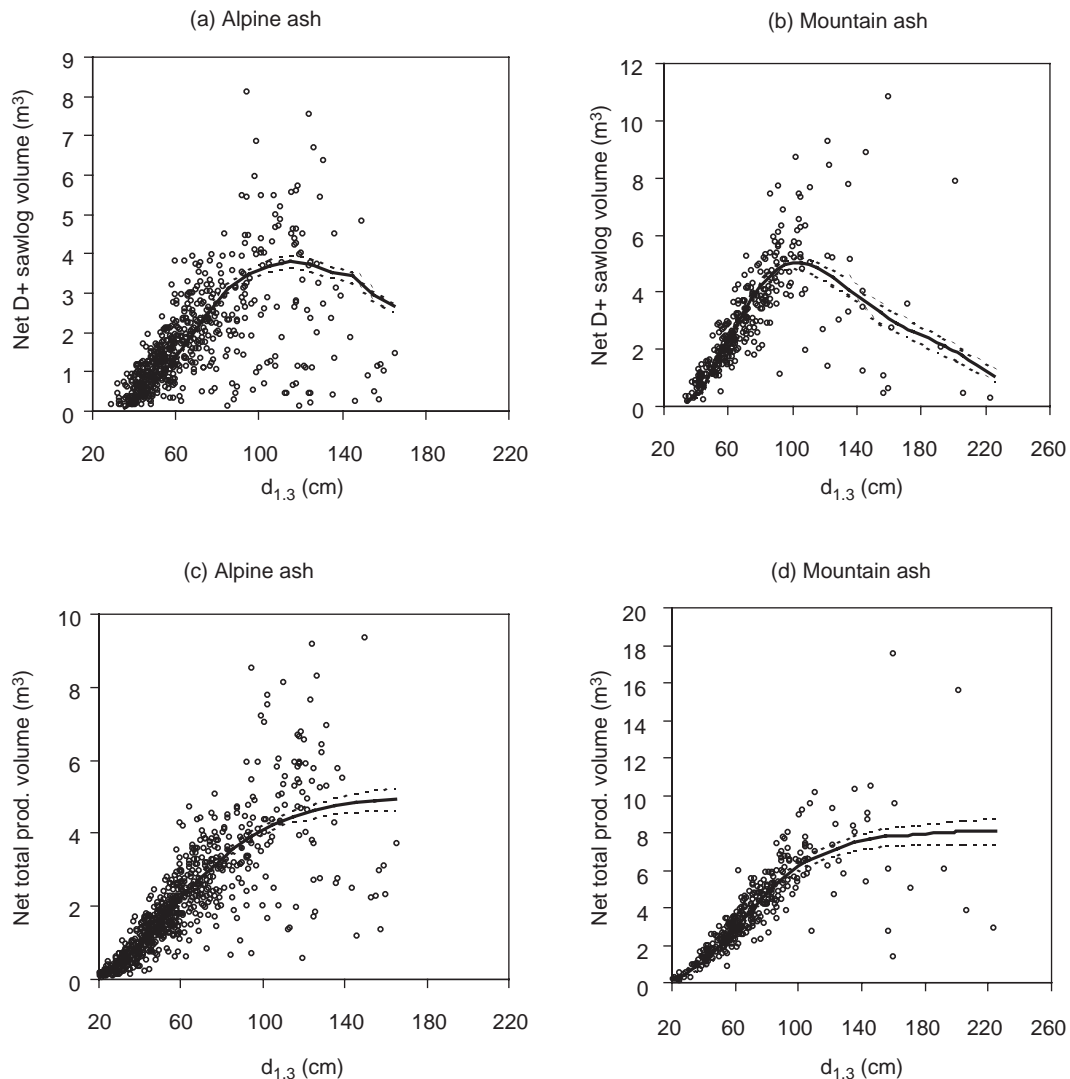 (a) Alpine ash
Net D+ sawlog volume (m³)
9
8
7
6
5
4
3
2
1
0
20 60 100 140 180 220
d1.3 (cm)
(b) Mountain ash
Net D+ sawlog volume (m³)
12
10
8
6
4
2
0
20 60 100 140 180 220 260
d1.3 (cm)
(c) Alpine ash
Net total prod. volume (m³)
10
8
6
4
2
0
20 60 100 140 180 220
d1.3 (cm)
(d) Mountain ash
Net total prod. volume (m³)
20
18
16
14
12
10
8
6
4
2
0
20 60 100 140 180 220 260
d1.3 (cm)